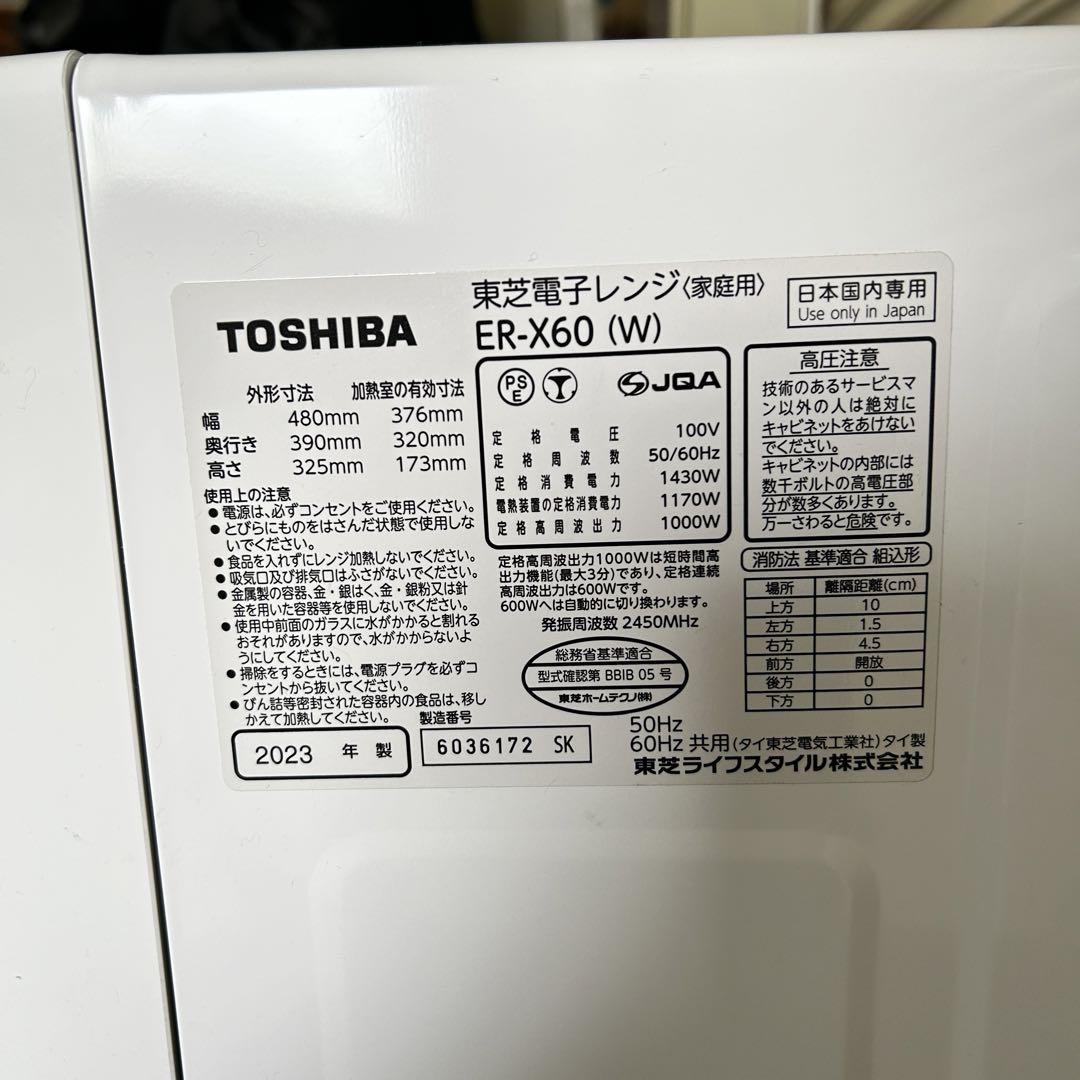 東芝電子レンジ〈家庭用〉
日本国内専用
Use only in Japan
TOSHIBA
ER-X60 (W)
外形寸法 加熱室の有効寸法
幅 480mm 376mm
奥行き 390mm 320mm
高さ 325mm 173mm
使用上の注意
●電源は、必ずコンセントをご使用ください。
●とびらにものをはさんだ状態で使用しな
いでください。
●食品を入れずにレンジ加熱しないでください。
●吸気口及び排気口はふさがないでください。
●金属製の容器、金・銀はく、金・銀粉又は針
金を用いた容器等を使用しないでください。
●使用中前面のガラスに水がかかると割れる
おそれがありますので、水がかからないよ
うにしてください。
●掃除をするときには、電源プラグを必ずコ
ンセントから抜いてください。
●びん詰等密封された容器内の食品は、移し
かえて加熱してください。
2023 年 製
製造番号
6036172 SK
PSE
JQA
定格電圧 100V
定格周波数 50/60Hz
定格消費電力 1430W
電熱装置の定格消費電力 1170W
定格高周波出力 1000W
定格高周波出力1000Wは短時間高
出力機能(最大3分)であり、定格連続
高周波出力は600Wです。
600Wへは自動的に切り換わります。
発振周波数 2450MHz
総務省基準適合
型式確認第 BBIB 05 号
東芝ホームテクノ(株)
高圧注意
技術のあるサービスマ
ン以外の人は絶対に
キャビネットをあけない
でください。
キャビネットの内部には
数千ボルトの高電圧部
分が数多くあります。
万一さわると危険です。
消防法 基準適合 組込形
場所 離隔距離(cm)
上方 10
左方 1.5
右方 4.5
前方 開放
後方 0
下方 0
50Hz
60Hz 共用 (タイ東芝電気工業社) タイ製
東芝ライフスタイル株式会社